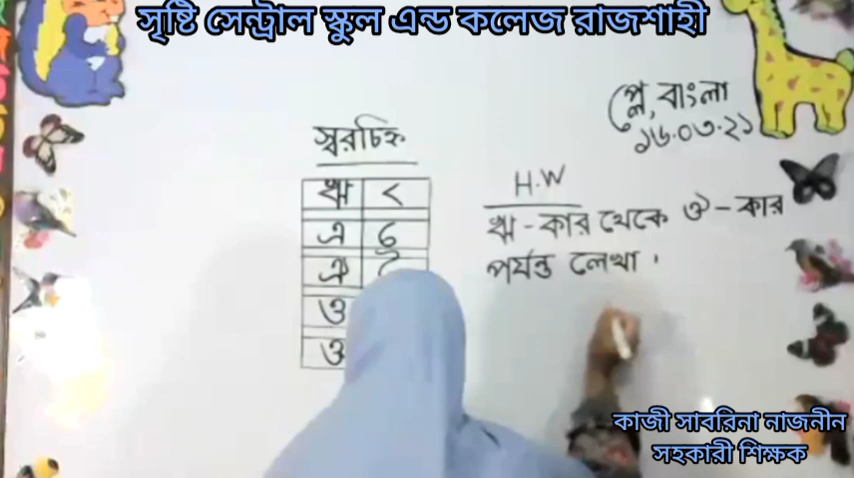 সৃষ্টি সেন্ট্রাল স্কুল এন্ড কলেজ রাজশাহী
প্লে, বাংলা
১৬.০৩.২১
স্বরচিহ্ন
ঋ ৃ
এ ে
ঐ ৈ
ও
H.W
ঋ-কার থেকে ঔ-কার
পর্যন্ত লেখা।
কাজী সাবরিনা নাজনীন
সহকারী শিক্ষক